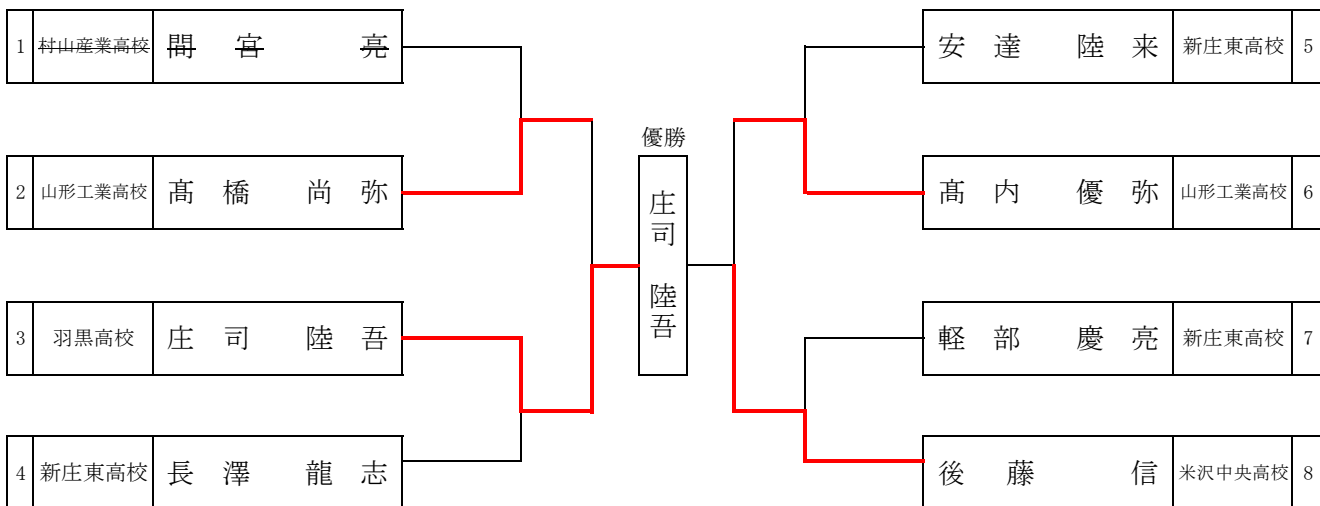 1 村山産業高校 間宮 亮
安達 陸来 新庄東高校 5
優勝
2 山形工業高校 髙橋 尚弥
庄司 陸吾
髙内 優弥 山形工業高校 6
3 羽黒高校 庄司 陸吾
軽部 慶亮 新庄東高校 7
4 新庄東高校 長澤 龍志
後藤 信 米沢中央高校 8